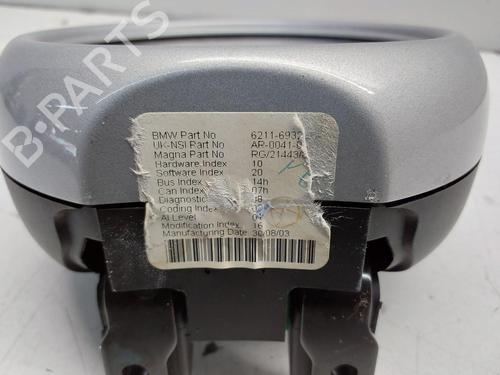 B-PARTS
BMW Part No 6211-6932
UK-NSI Part No AR-0041-
Magna Part No RG/21443A
Hardware Index 10
Software Index 20
Bus Index 14h
Can Index 07h
Diagnostic 08
Coding Index
AI Level 04
Modification Index 16
Manufacturing Date 30/08/03